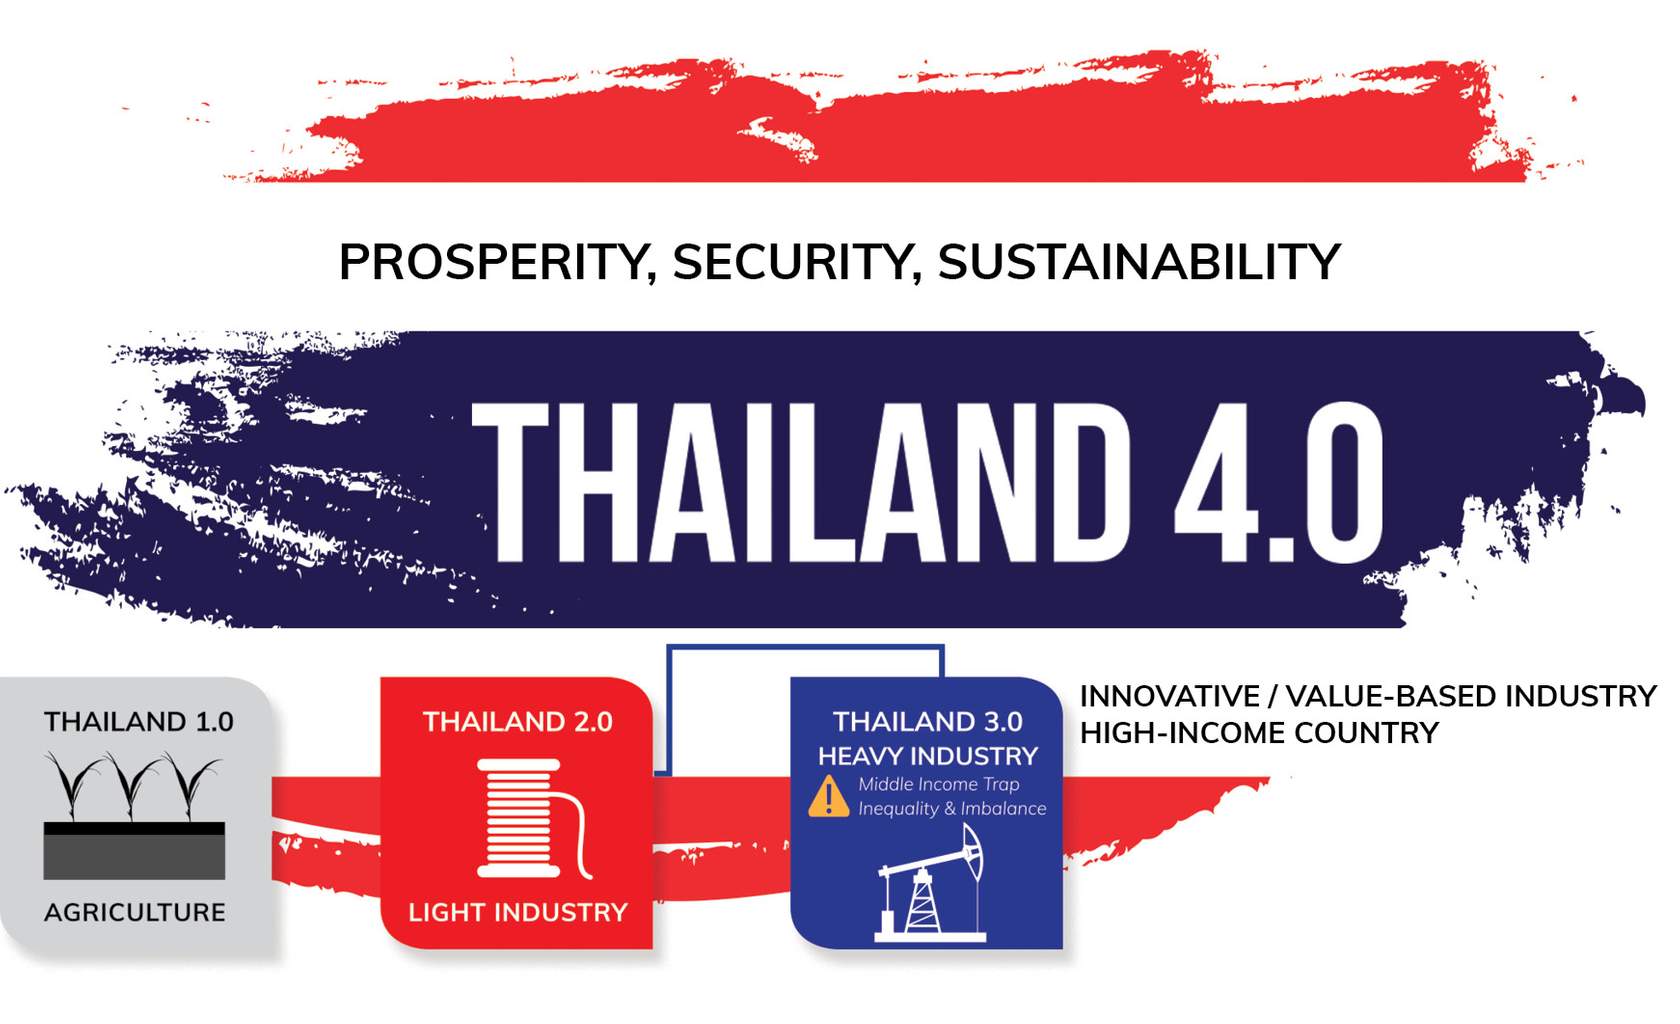 PROSPERITY, SECURITY, SUSTAINABILITY
THAILAND 4.0
THAILAND 1.0
AGRICULTURE
THAILAND 2.0
LIGHT INDUSTRY
THAILAND 3.0
HEAVY INDUSTRY
Middle Income Trap
Inequality & Imbalance
INNOVATIVE / VALUE-BASED INDUSTRY
HIGH-INCOME COUNTRY